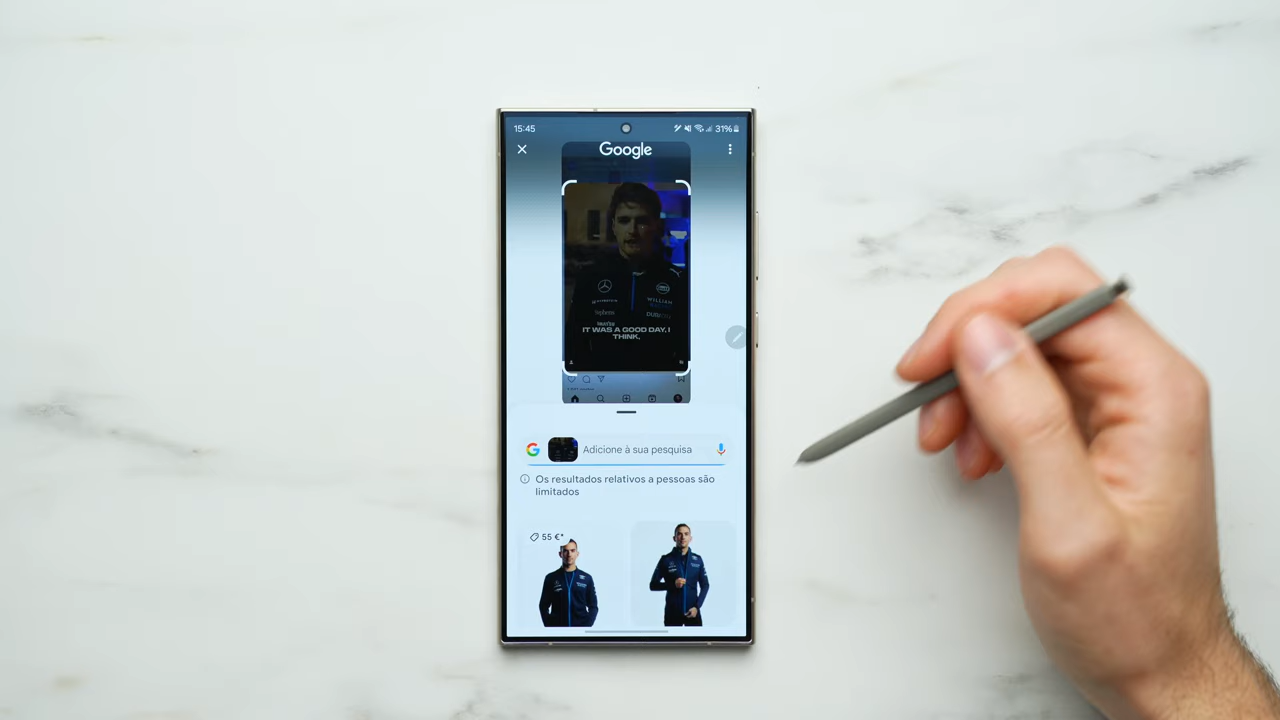 15:45
31%
Google
WILLIAM
IT WAS A GOOD DAY, I
THINK,
Adicione à sua pesquisa
Os resultados relativos a pessoas são
limitados
55 €*